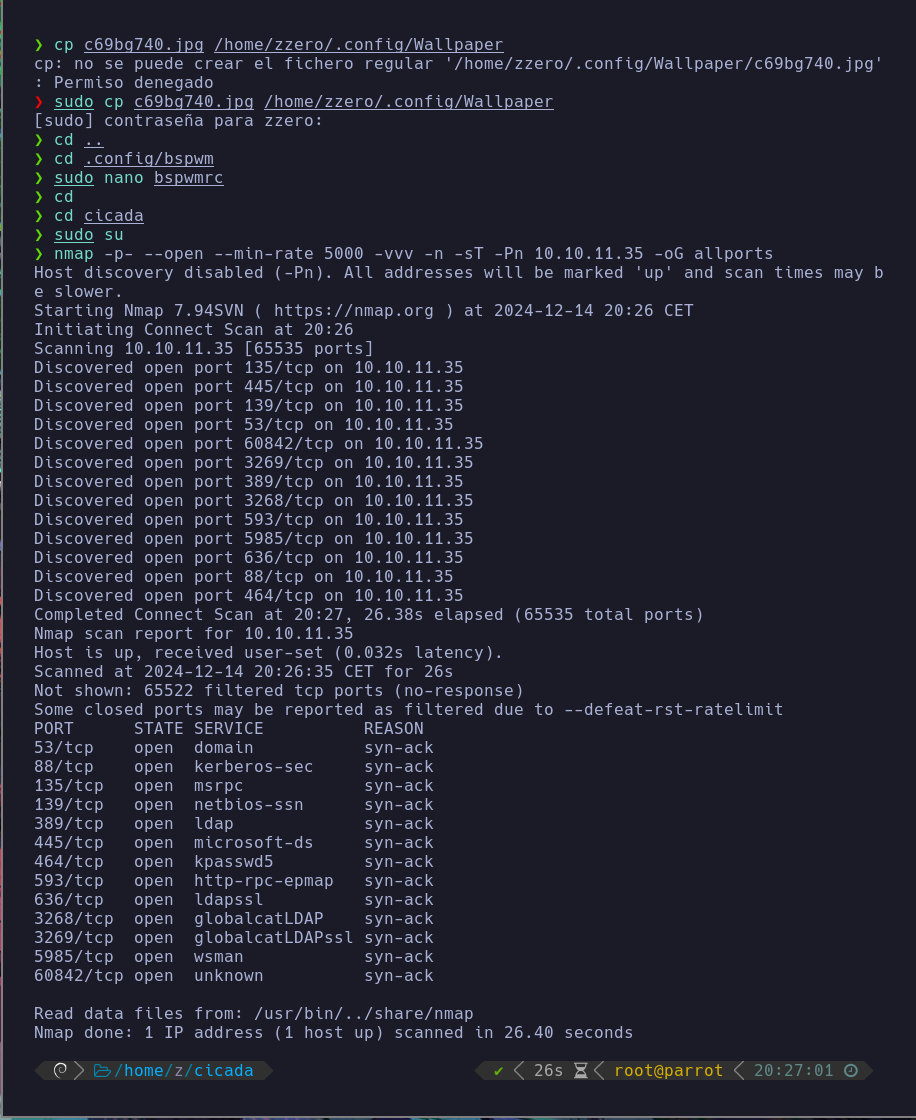 ❯ cp c69bg740.jpg /home/zzero/.config/Wallpaper
cp: no se puede crear el fichero regular '/home/zzero/.config/Wallpaper/c69bg740.jpg'
: Permiso denegado
❯ sudo cp c69bg740.jpg /home/zzero/.config/Wallpaper
[sudo] contraseña para zzero:
❯ cd ..
❯ cd .config/bspwm
❯ sudo nano bspwmrc
❯ cd
❯ cd cicada
❯ sudo su
❯ nmap -p- --open --min-rate 5000 -vvv -n -sT -Pn 10.10.11.35 -oG allports
Host discovery disabled (-Pn). All addresses will be marked 'up' and scan times may b
e slower.
Starting Nmap 7.94SVN ( https://nmap.org ) at 2024-12-14 20:26 CET
Initiating Connect Scan at 20:26
Scanning 10.10.11.35 [65535 ports]
Discovered open port 135/tcp on 10.10.11.35
Discovered open port 445/tcp on 10.10.11.35
Discovered open port 139/tcp on 10.10.11.35
Discovered open port 53/tcp on 10.10.11.35
Discovered open port 60842/tcp on 10.10.11.35
Discovered open port 3269/tcp on 10.10.11.35
Discovered open port 389/tcp on 10.10.11.35
Discovered open port 3268/tcp on 10.10.11.35
Discovered open port 593/tcp on 10.10.11.35
Discovered open port 5985/tcp on 10.10.11.35
Discovered open port 636/tcp on 10.10.11.35
Discovered open port 88/tcp on 10.10.11.35
Discovered open port 464/tcp on 10.10.11.35
Completed Connect Scan at 20:27, 26.38s elapsed (65535 total ports)
Nmap scan report for 10.10.11.35
Host is up, received user-set (0.032s latency).
Scanned at 2024-12-14 20:26:35 CET for 26s
Not shown: 65522 filtered tcp ports (no-response)
Some closed ports may be reported as filtered due to --defeat-rst-ratelimit
PORT      STATE SERVICE          REASON
53/tcp    open  domain           syn-ack
88/tcp    open  kerberos-sec     syn-ack
135/tcp   open  msrpc            syn-ack
139/tcp   open  netbios-ssn      syn-ack
389/tcp   open  ldap             syn-ack
445/tcp   open  microsoft-ds     syn-ack
464/tcp   open  kpasswd5         syn-ack
593/tcp   open  http-rpc-epmap   syn-ack
636/tcp   open  ldapssl          syn-ack
3268/tcp  open  globalcatLDAP    syn-ack
3269/tcp  open  globalcatLDAPssl syn-ack
5985/tcp  open  wsman            syn-ack
60842/tcp open  unknown          syn-ack
Read data files from: /usr/bin/../share/nmap
Nmap done: 1 IP address (1 host up) scanned in 26.40 seconds
/home/z/cicada ✔ 26s root@parrot 20:27:01